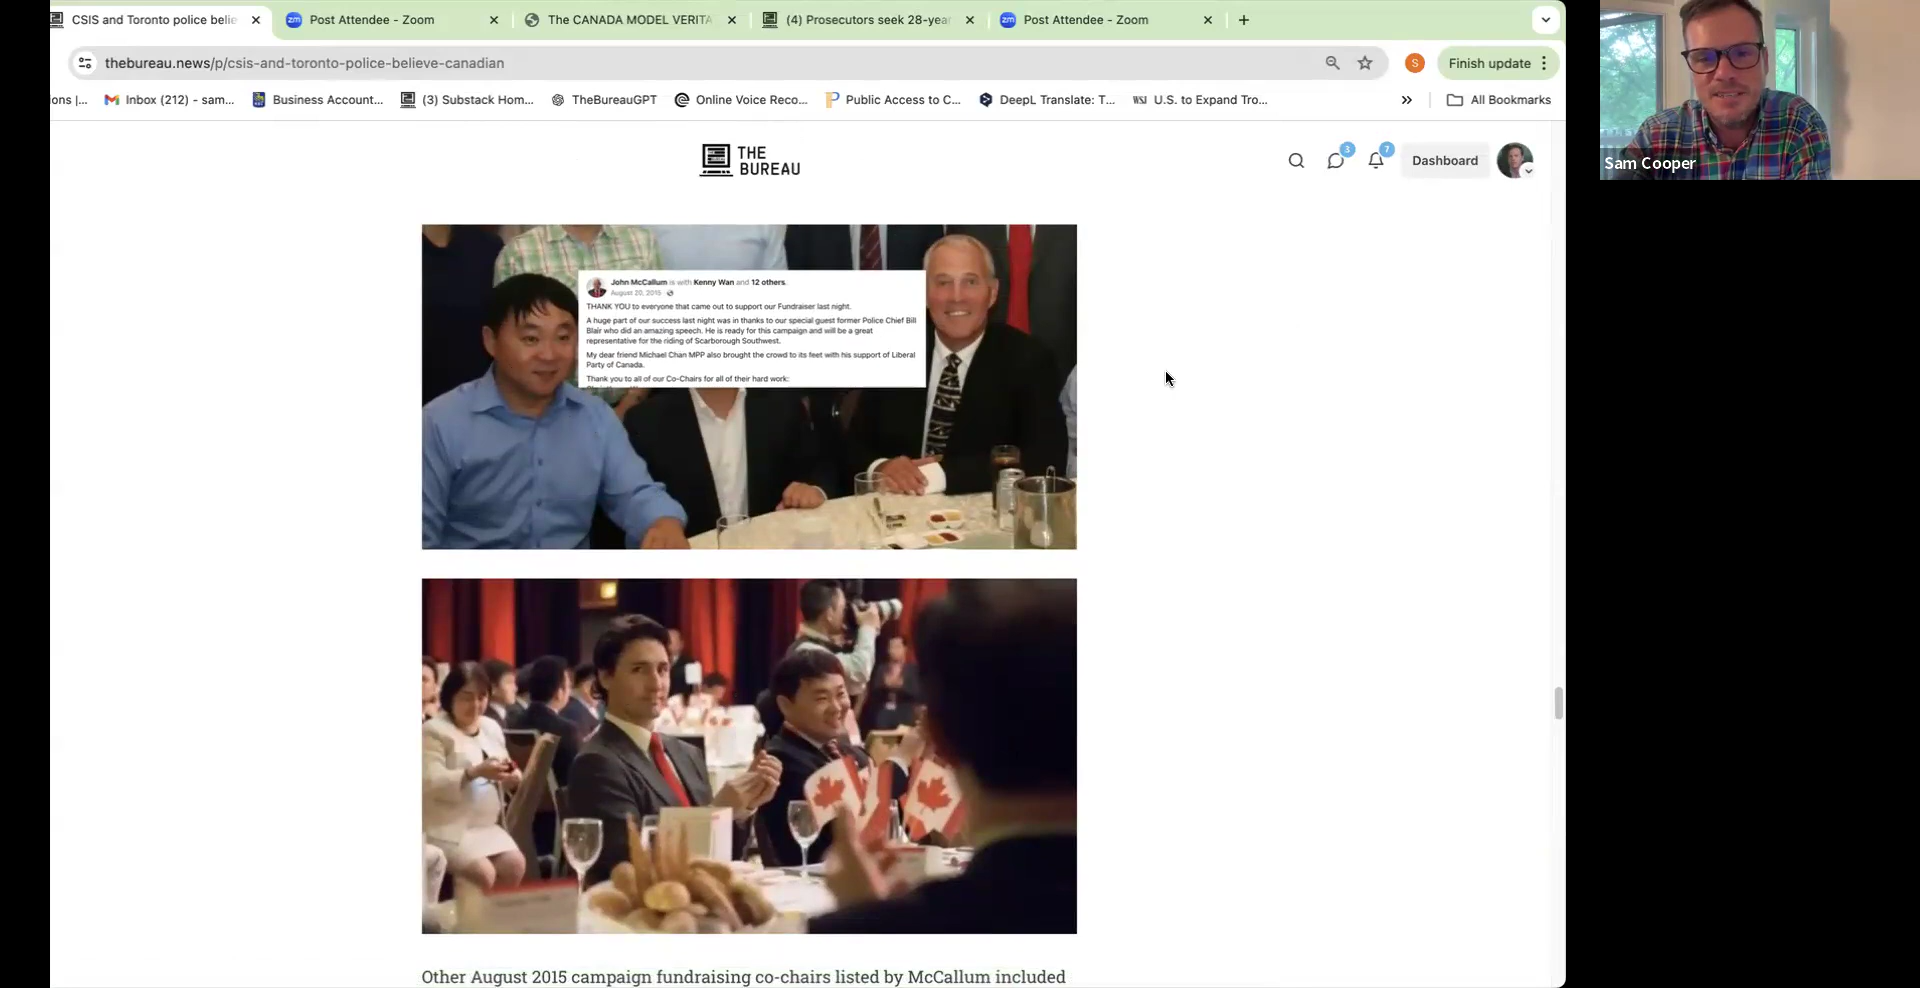 CSIS and Toronto police belie
Post Attendee - Zoom
The CANADA MODEL VERITA
(4) Prosecutors seek 28-yea
Post Attendee - Zoom
thebureau.news/p/csis-and-toronto-police-believe-canadian
S
Finish update
ions |...
Inbox (212) - sam...
Business Account...
(3) Substack Hom...
TheBureauGPT
Online Voice Reco...
Public Access to C...
DeepL Translate: T...
WSJ
U.S. to Expand Tro...
All Bookmarks
THE
BUREAU
3
7
Dashboard
Sam Cooper
John McCallum is with Kenny Wan and 12 others.
August 20, 2015
THANK YOU to everyone that came out to support our Fundraiser last night.
A huge part of our success last night was in thanks to our special guest former Police Chief Bill
Blair who did an amazing speech. He is ready for this campaign and will be a great
representative for the riding of Scarborough Southwest.
My dear friend Michael Chan MPP also brought the crowd to its feet with his support of Liberal
Party of Canada.
Thank you to all of our Co-Chairs for all of their hard work:
Other August 2015 campaign fundraising co-chairs listed by McCallum included